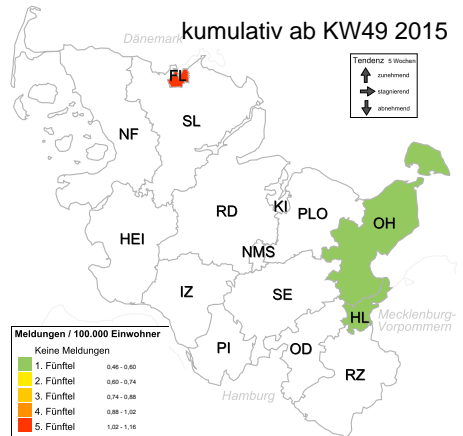 kumulativ ab KW49 2015
Dänemark
Tendenz 5 Wochen
zunehmend
stagnierend
abnehmend
FL
SL
NF
KI
PLO
OH
RD
HEI
NMS
IZ
SE
HL
Mecklenburg-
Vorpommern
PI
OD
RZ
Hamburg
Meldungen / 100.000 Einwohner
Keine Meldungen
1. Fünftel 0,46 - 0,60
2. Fünftel 0,60 - 0,74
3. Fünftel 0,74 - 0,88
4. Fünftel 0,88 - 1,02
5. Fünftel 1,02 - 1,16